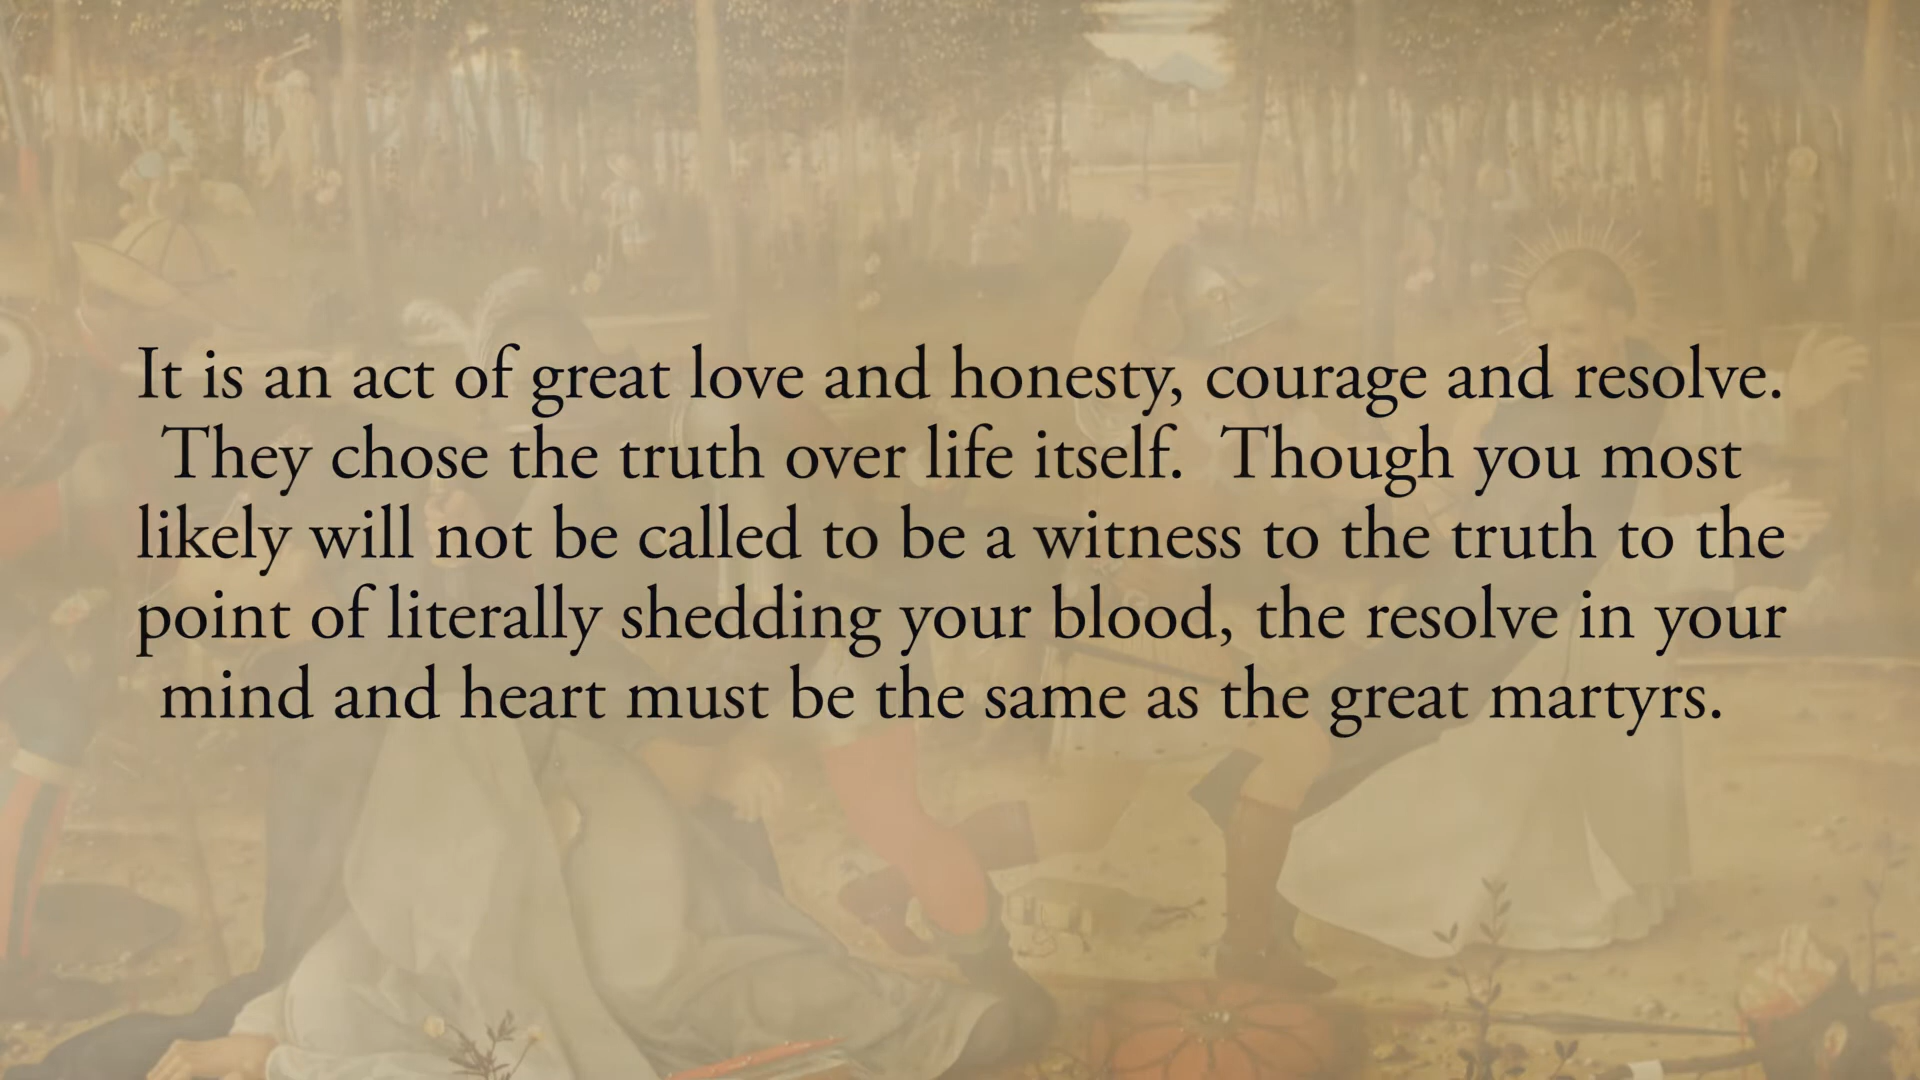 It is an act of great love and honesty, courage and resolve.
They chose the truth over life itself.  Though you most
likely will not be called to be a witness to the truth to the
point of literally shedding your blood, the resolve in your
mind and heart must be the same as the great martyrs.